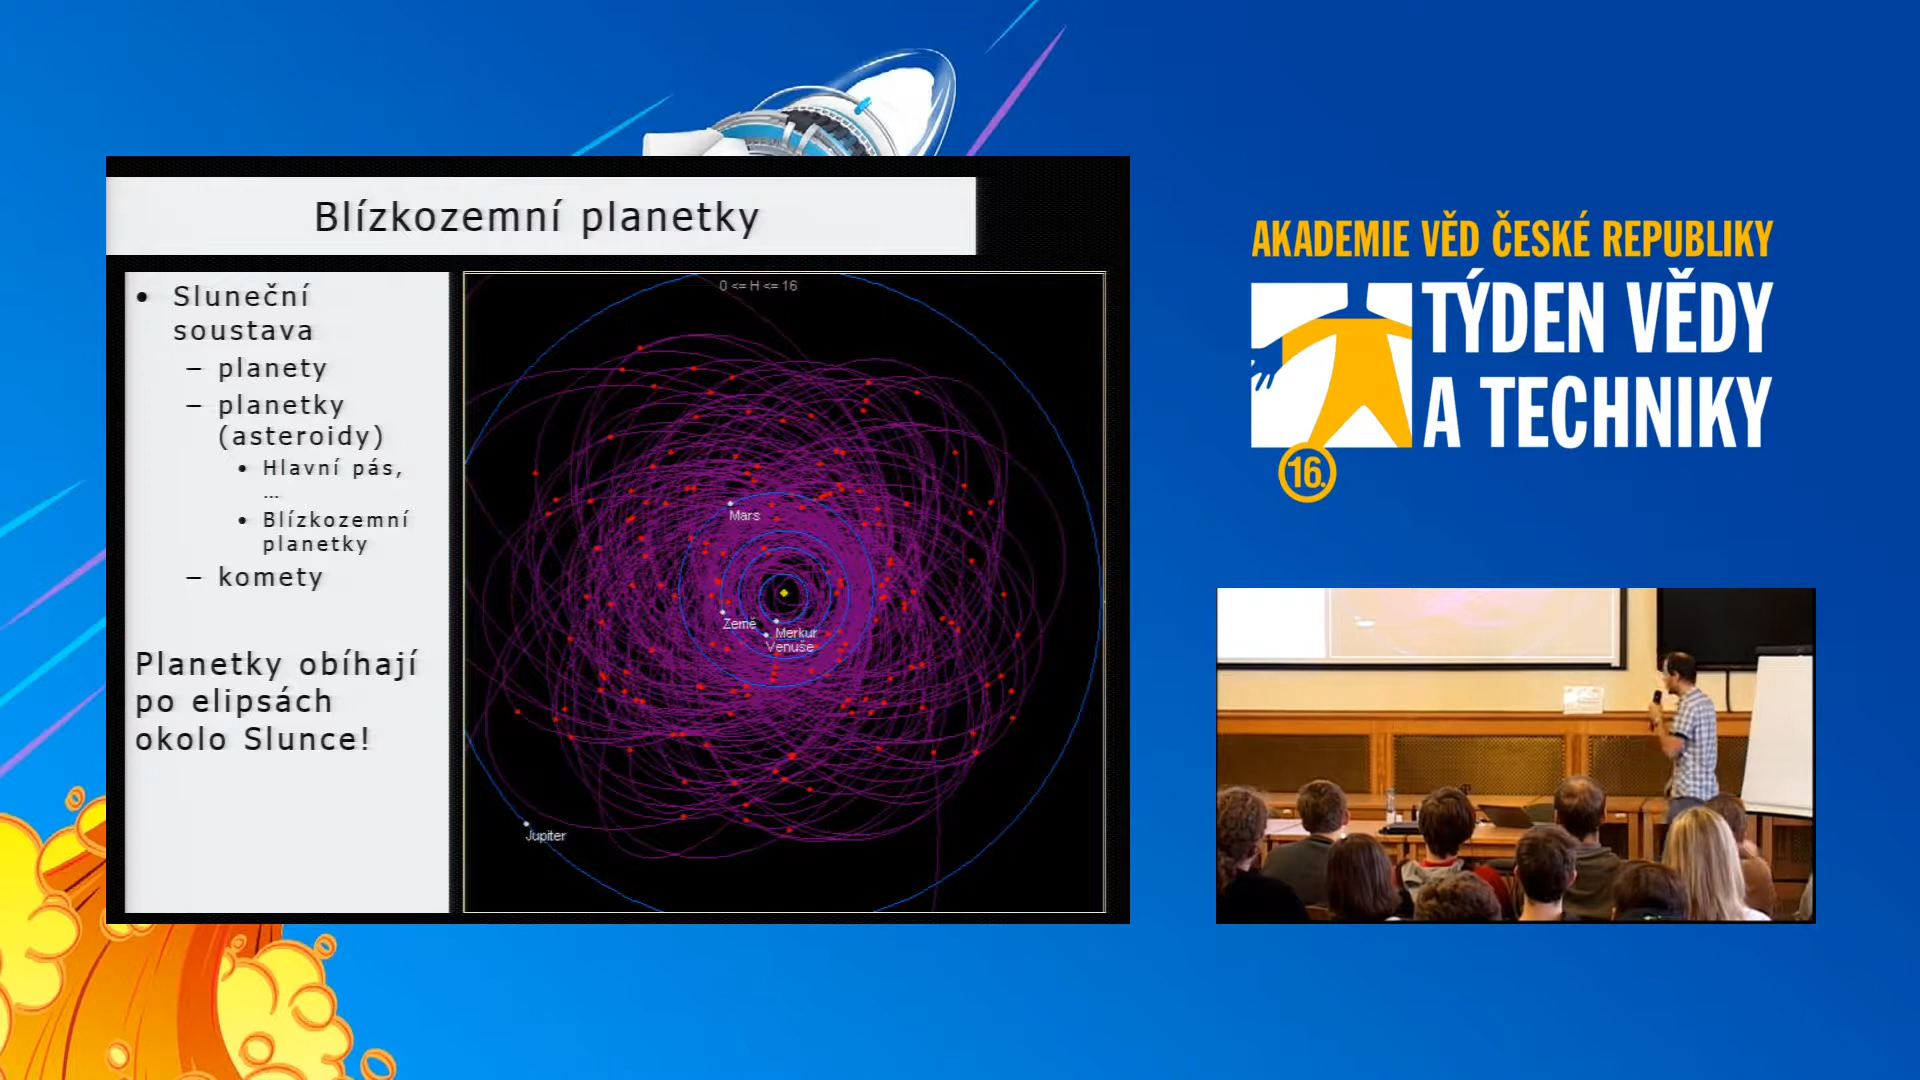 Blízkozemní planetky
• Sluneční
soustava
– planety
– planetky
(asteroidy)
• Hlavní pás,
...
• Blízkozemní
planetky
– komety
Planetky obíhají
po elipsách
okolo Slunce!
0 <= H <= 16
Mars
Země
Merkur
Venuše
Jupiter
AKADEMIE VĚD ČESKÉ REPUBLIKY
TÝDEN VĚDY
A TECHNIKY
16.